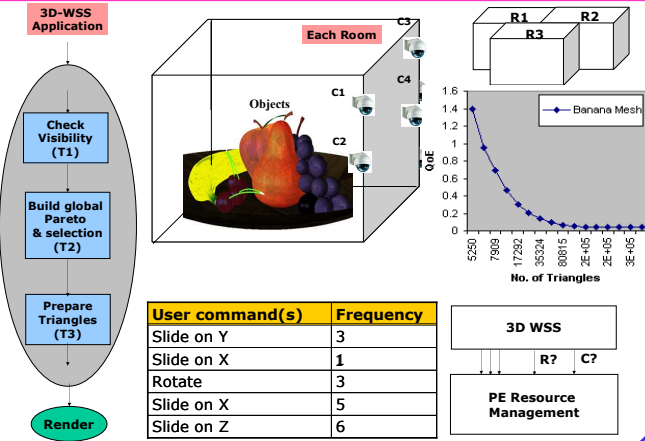 3D-WSS
Application
Check
Visibility
(T1)
Build global
Pareto
& selection
(T2)
Prepare
Triangles
(T3)
Render
Each Room
Objects
C1
C2
C3
C4
R1
R2
R3
1.6
1.4
1.2
1
0.8
0.6
0.4
0.2
0
QoE
Banana Mesh
5250
7909
17292
35324
80815
2E+05
2E+05
3E+05
No. of Triangles
User command(s) Frequency
Slide on Y 3
Slide on X 1
Rotate 3
Slide on X 5
Slide on Z 6
3D WSS
R? C?
PE Resource
Management